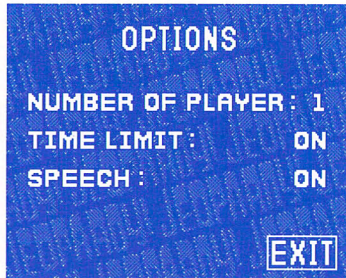 OPTIONS
NUMBER OF PLAYER: 1
TIME LIMIT: ON
SPEECH: ON
EXIT